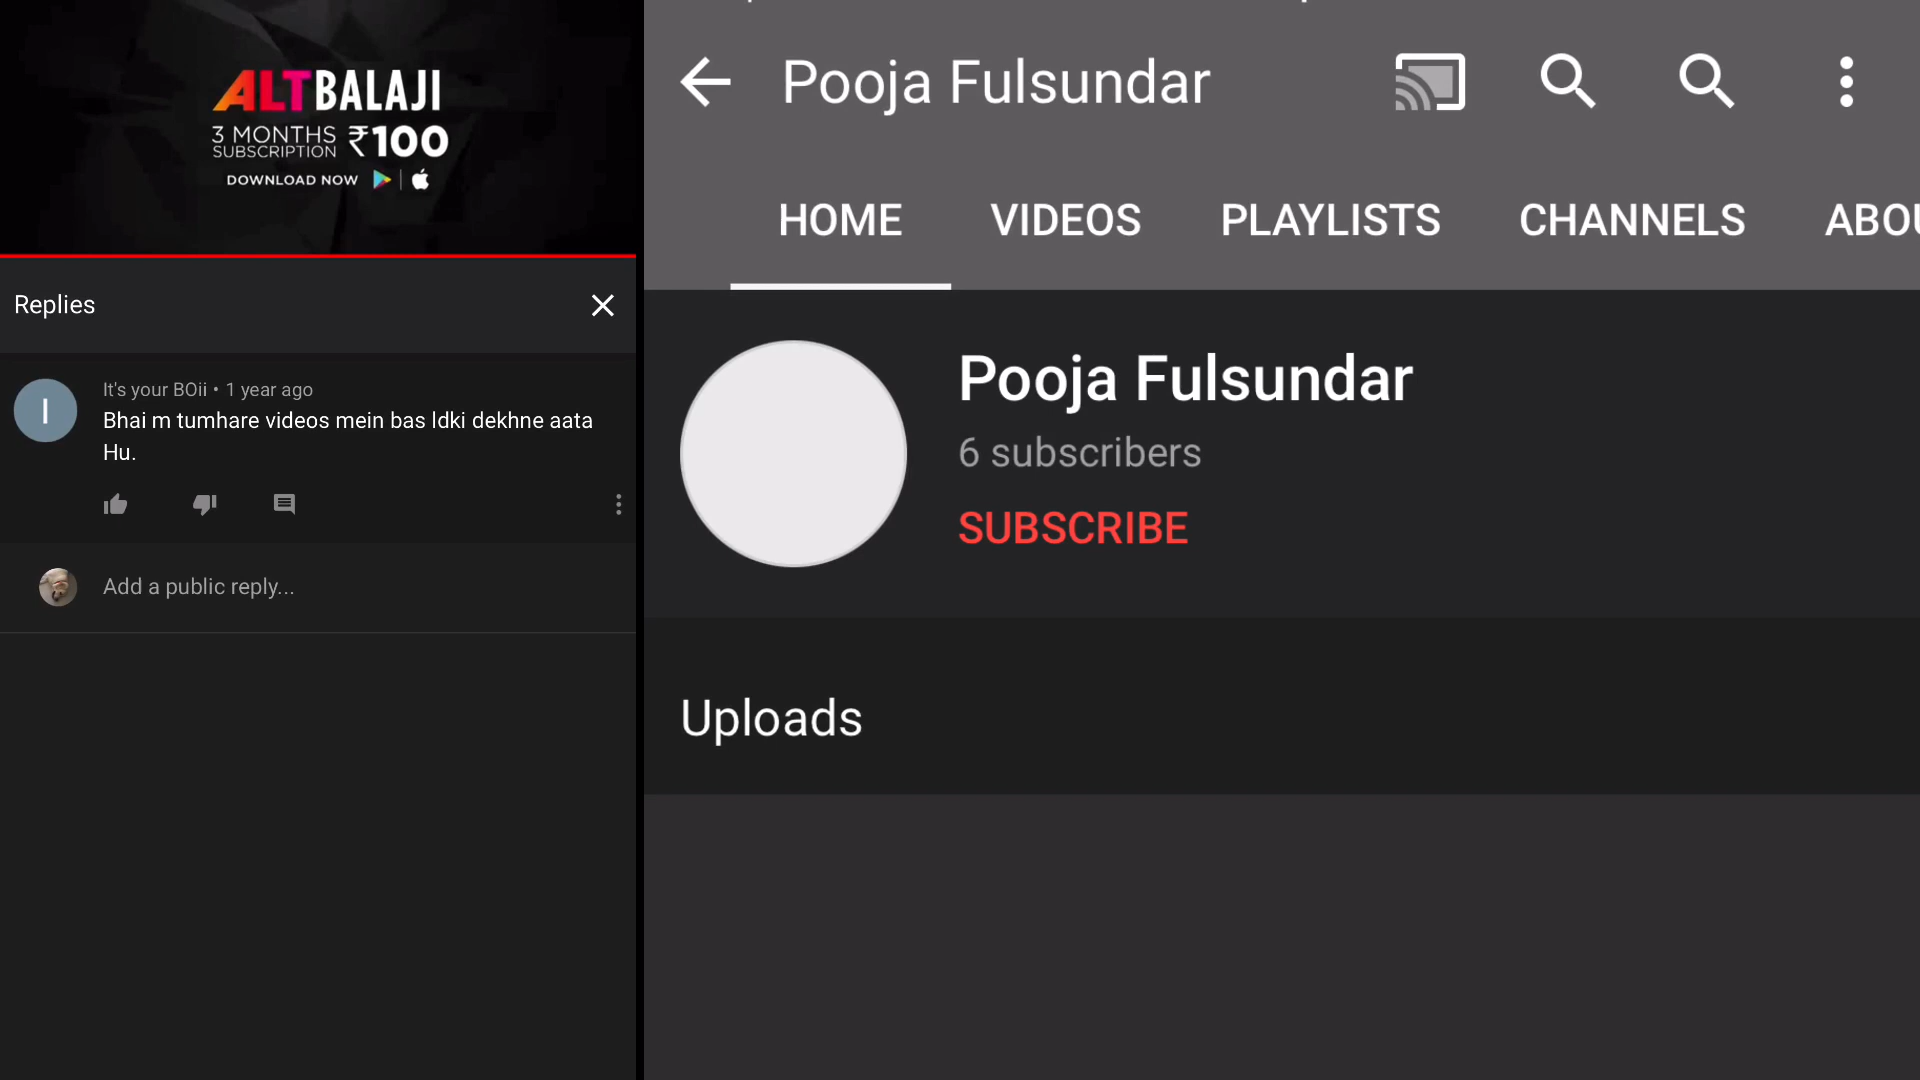 ALTBALAJI
3 MONTHS
SUBSCRIPTION ₹100
DOWNLOAD NOW
Replies
It's your BOii • 1 year ago
Bhai m tumhare videos mein bas ldki dekhne aata
Hu.
I
Add a public reply...
Pooja Fulsundar
HOME VIDEOS PLAYLISTS CHANNELS ABOU
Pooja Fulsundar
6 subscribers
SUBSCRIBE
Uploads